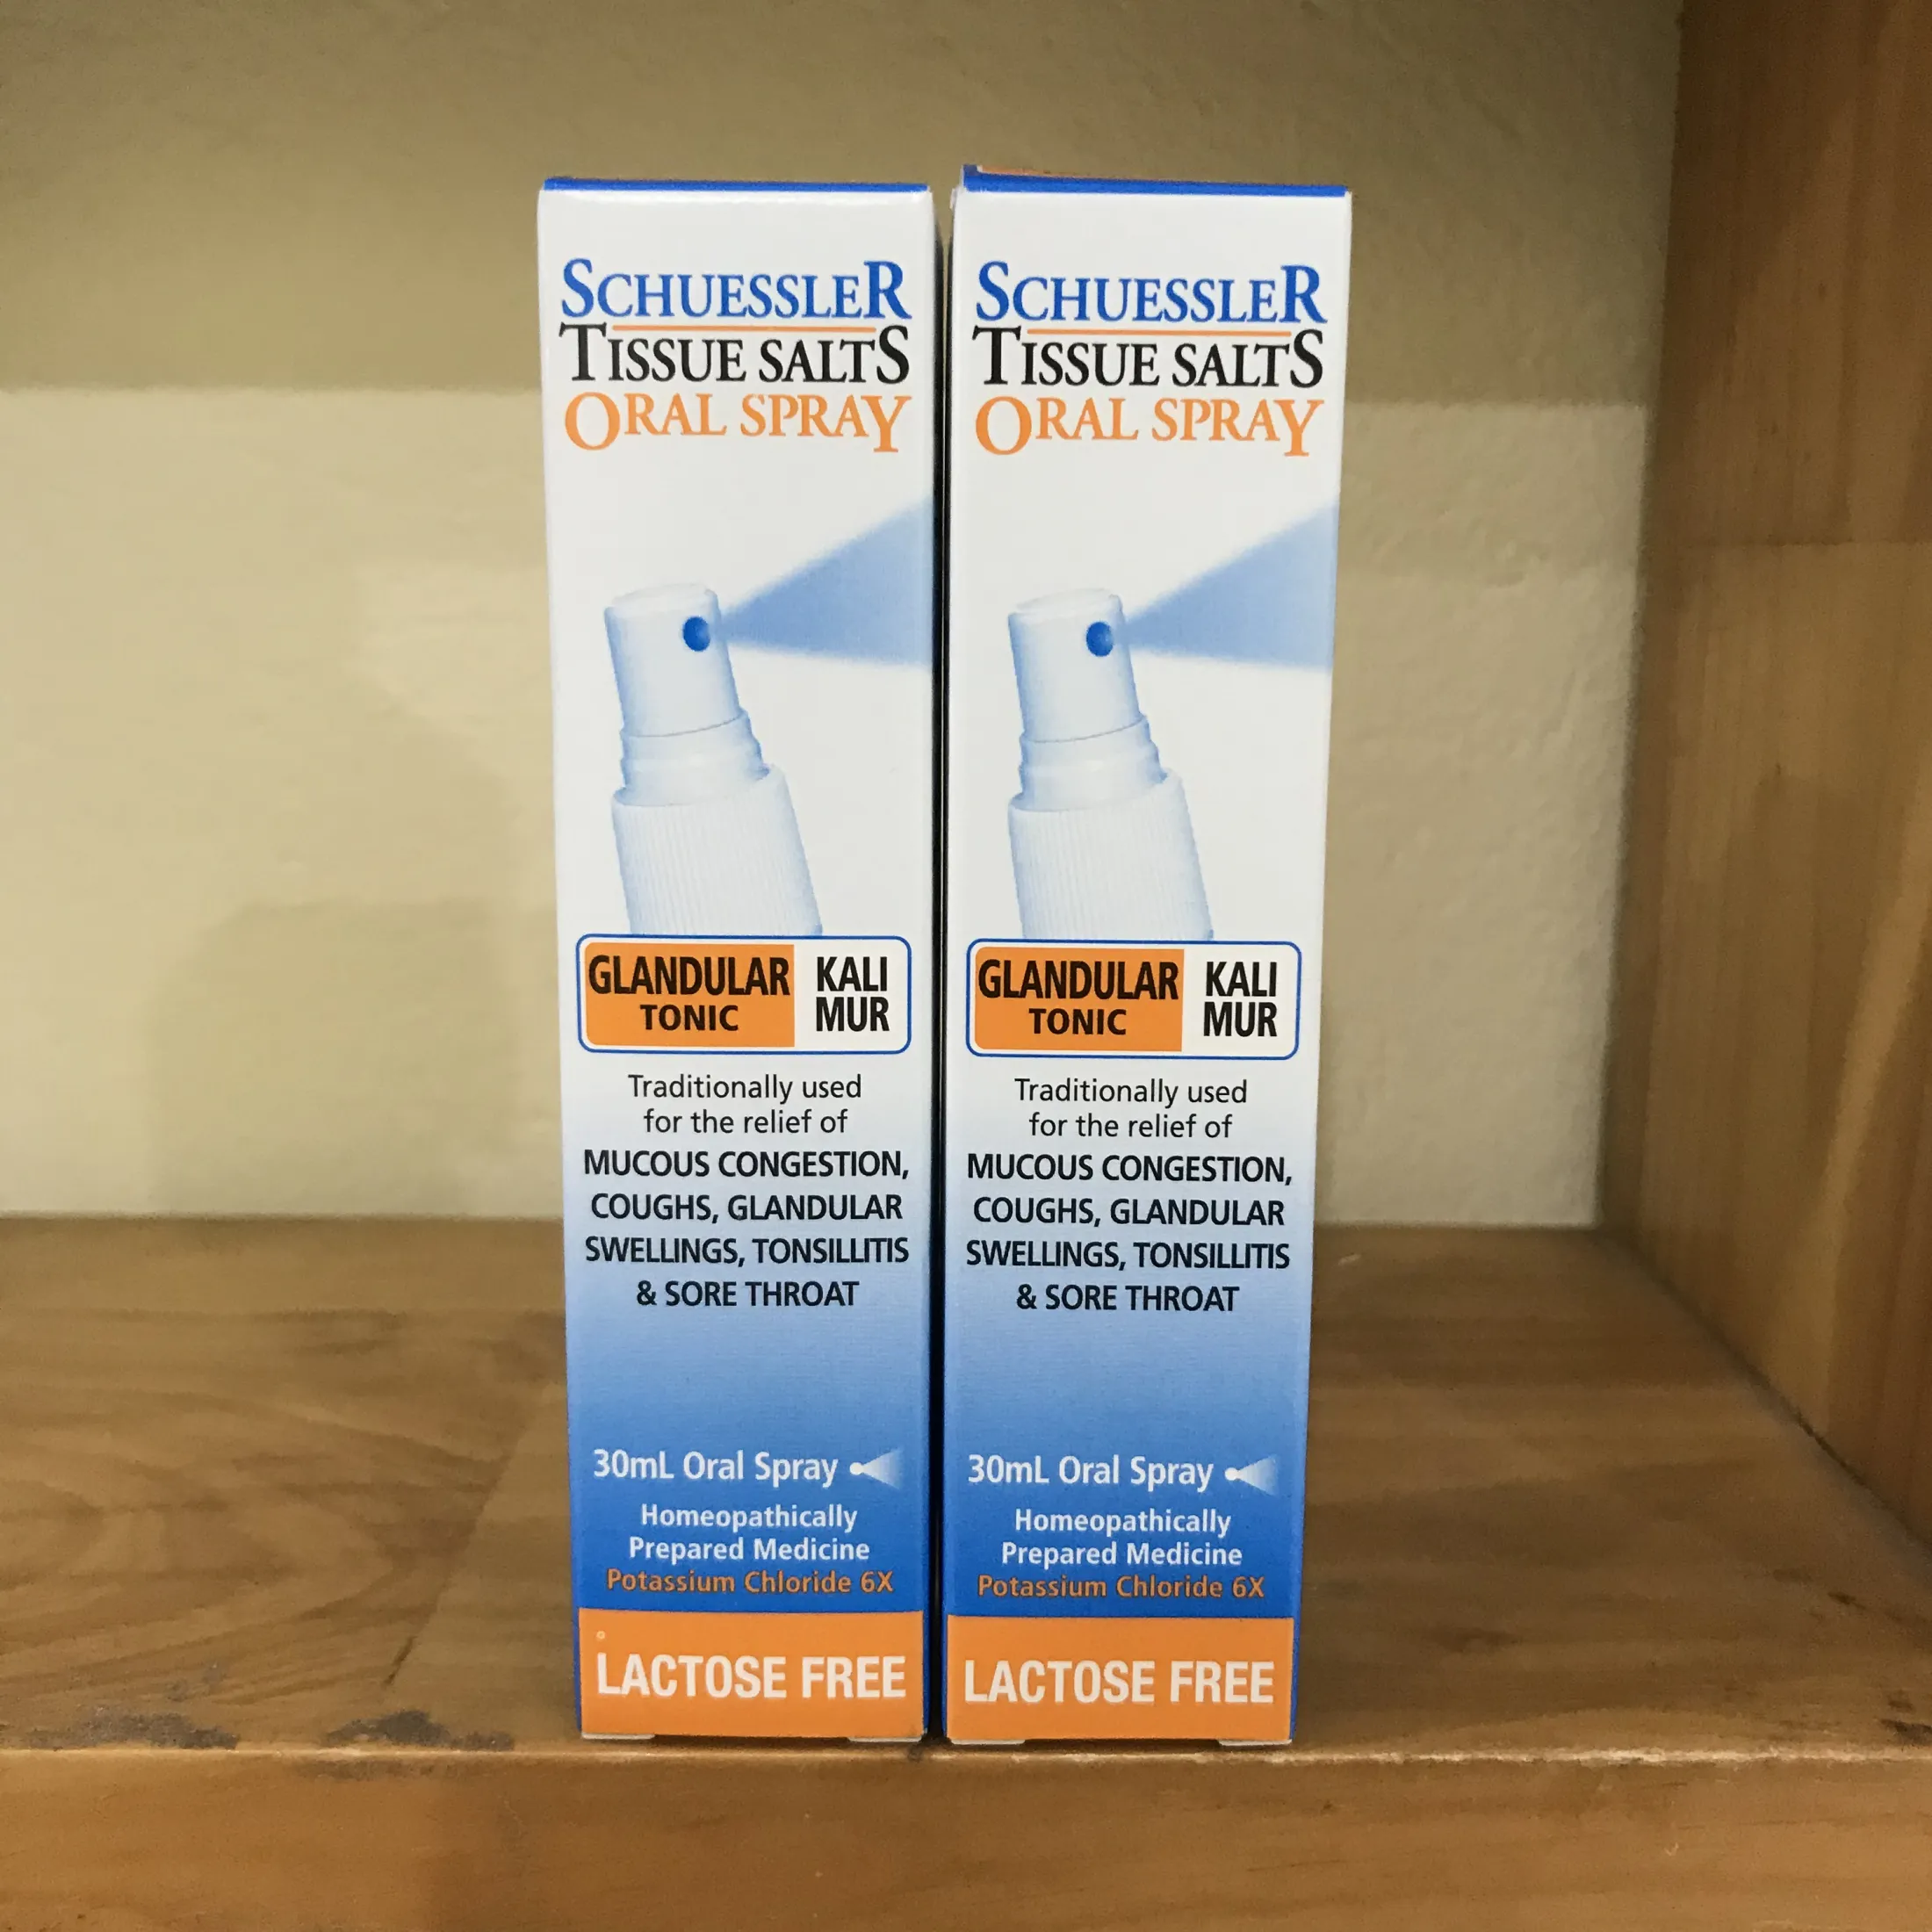 SCHUESSLER
TISSUE SALTS
ORAL SPRAY
GLANDULAR
TONIC
KALI
MUR
Traditionally used
for the relief of
MUCOUS CONGESTION,
COUGHS, GLANDULAR
SWELLINGS, TONSILLITIS
& SORE THROAT
30mL Oral Spray
Homeopathically
Prepared Medicine
Potassium Chloride 6X
LACTOSE FREE
SCHUESSLER
TISSUE SALTS
ORAL SPRAY
GLANDULAR
TONIC
KALI
MUR
Traditionally used
for the relief of
MUCOUS CONGESTION,
COUGHS, GLANDULAR
SWELLINGS, TONSILLITIS
& SORE THROAT
30mL Oral Spray
Homeopathically
Prepared Medicine
Potassium Chloride 6X
LACTOSE FREE